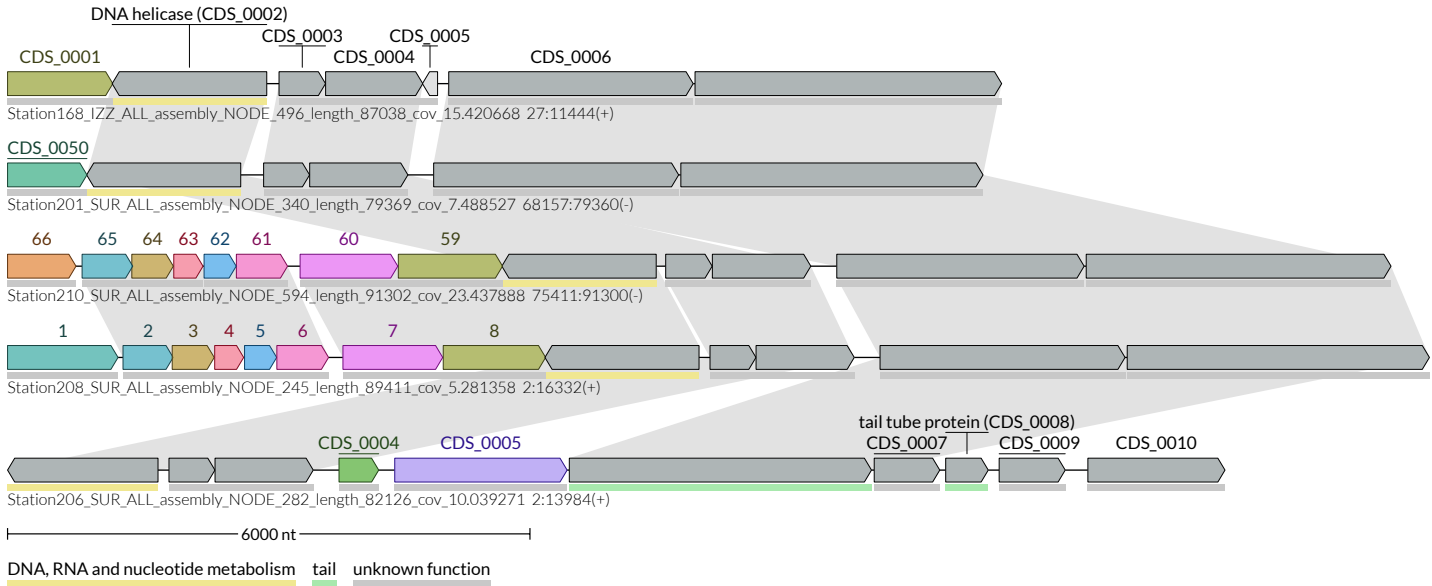 DNA helicase (CDS_0002)
CDS_0003 CDS_0005
CDS_0001 CDS_0004 CDS_0006
Station168_IZZ_ALL_assembly_NODE_496_length_87038_cov_15.420668 27:11444(+)
CDS_0050
Station201_SUR_ALL_assembly_NODE_340_length_79369_cov_7.488527 68157:79360(-)
66 65 64 63 62 61 60 59
Station210_SUR_ALL_assembly_NODE_594_length_91302_cov_23.437888 75411:91300(-)
1 2 3 4 5 6 7 8
Station208_SUR_ALL_assembly_NODE_245_length_89411_cov_5.281358 2:16332(+)
tail tube protein (CDS_0008)
CDS_0004 CDS_0005 CDS_0007 CDS_0009 CDS_0010
Station206_SUR_ALL_assembly_NODE_282_length_82126_cov_10.039271 2:13984(+)
6000 nt
DNA, RNA and nucleotide metabolism tail unknown function